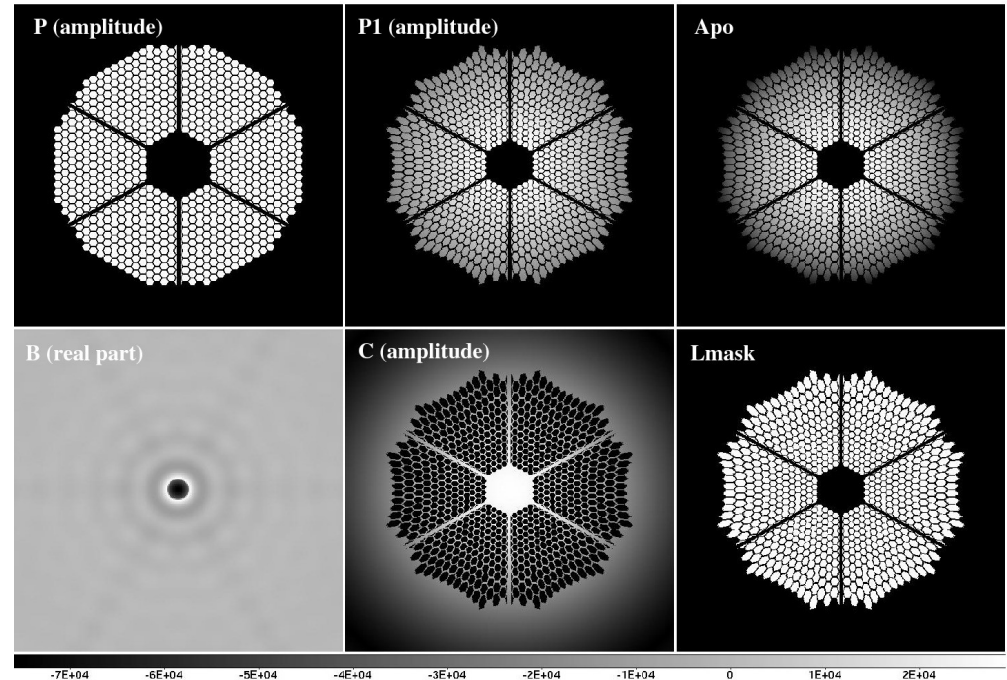 P (amplitude)
P1 (amplitude)
Apo
B (real part)
C (amplitude)
Lmask
-7E+04 -6E+04 -5E+04 -4E+04 -3E+04 -2E+04 -1E+04 0 1E+04 2E+04